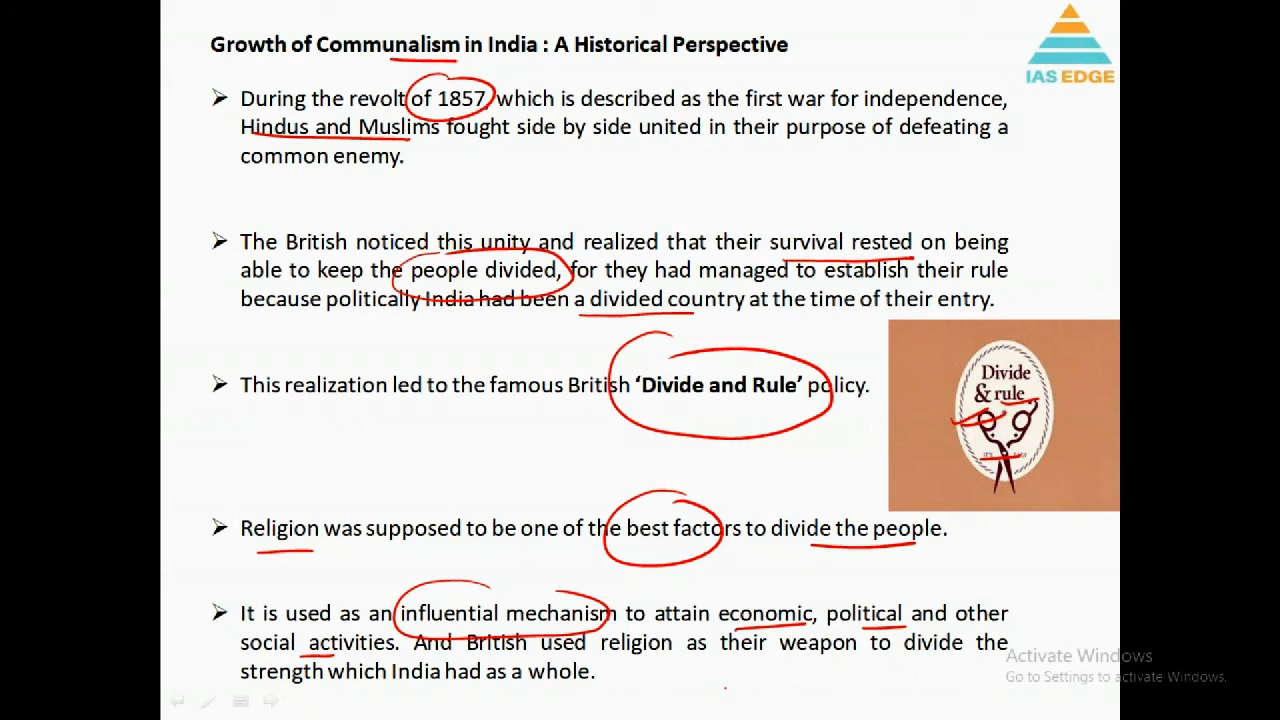 Growth of Communalism in India : A Historical Perspective
IAS EDGE
During the revolt of 1857, which is described as the first war for independence,
Hindus and Muslims fought side by side united in their purpose of defeating a
common enemy.
The British noticed this unity and realized that their survival rested on being
able to keep the people divided, for they had managed to establish their rule
because politically India had been a divided country at the time of their entry.
This realization led to the famous British ‘Divide and Rule’ policy.
Divide
& rule
Religion was supposed to be one of the best factors to divide the people.
It is used as an influential mechanism to attain economic, political and other
social activities. And British used religion as their weapon to divide the
strength which India had as a whole.
Activate Windows
Go to Settings to activate Windows.